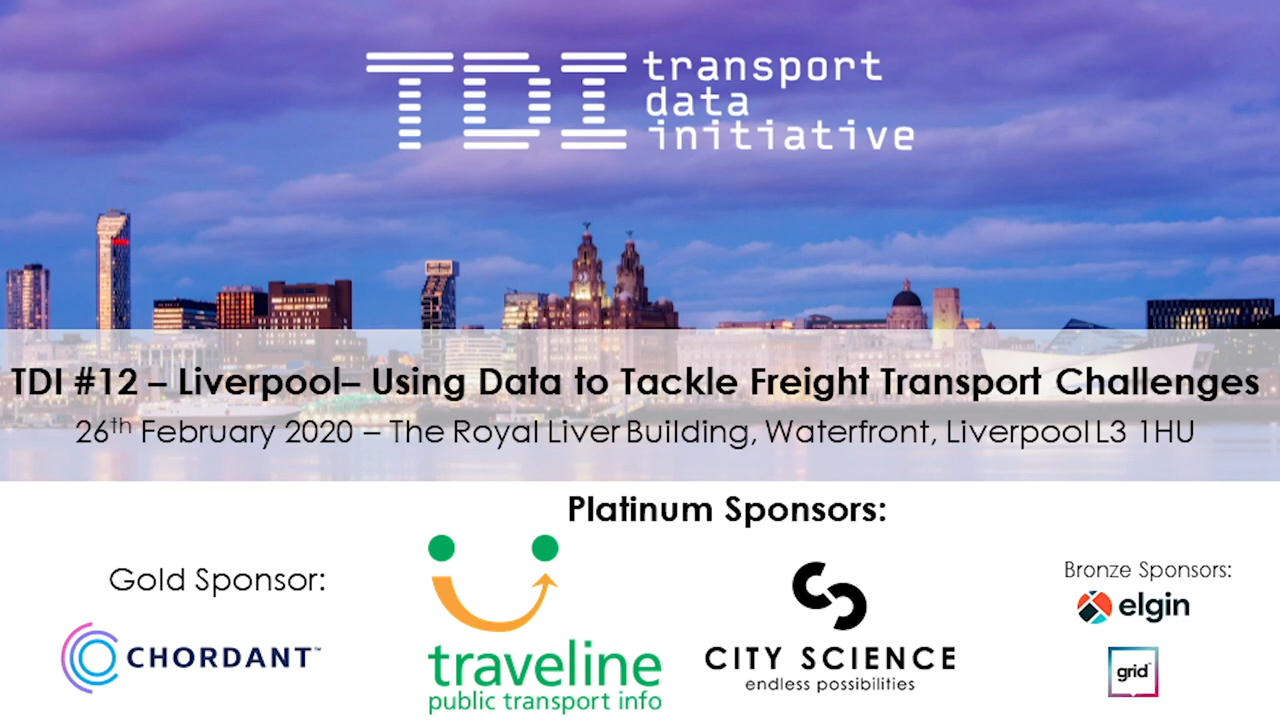 TDI transport
data
initiative
TDI #12 – Liverpool– Using Data to Tackle Freight Transport Challenges
26th February 2020 – The Royal Liver Building, Waterfront, Liverpool L3 1HU
Platinum Sponsors:
Gold Sponsor:
CHORDANT™
traveline
public transport info
CITY SCIENCE
endless possibilities
Bronze Sponsors:
elgin
grid™